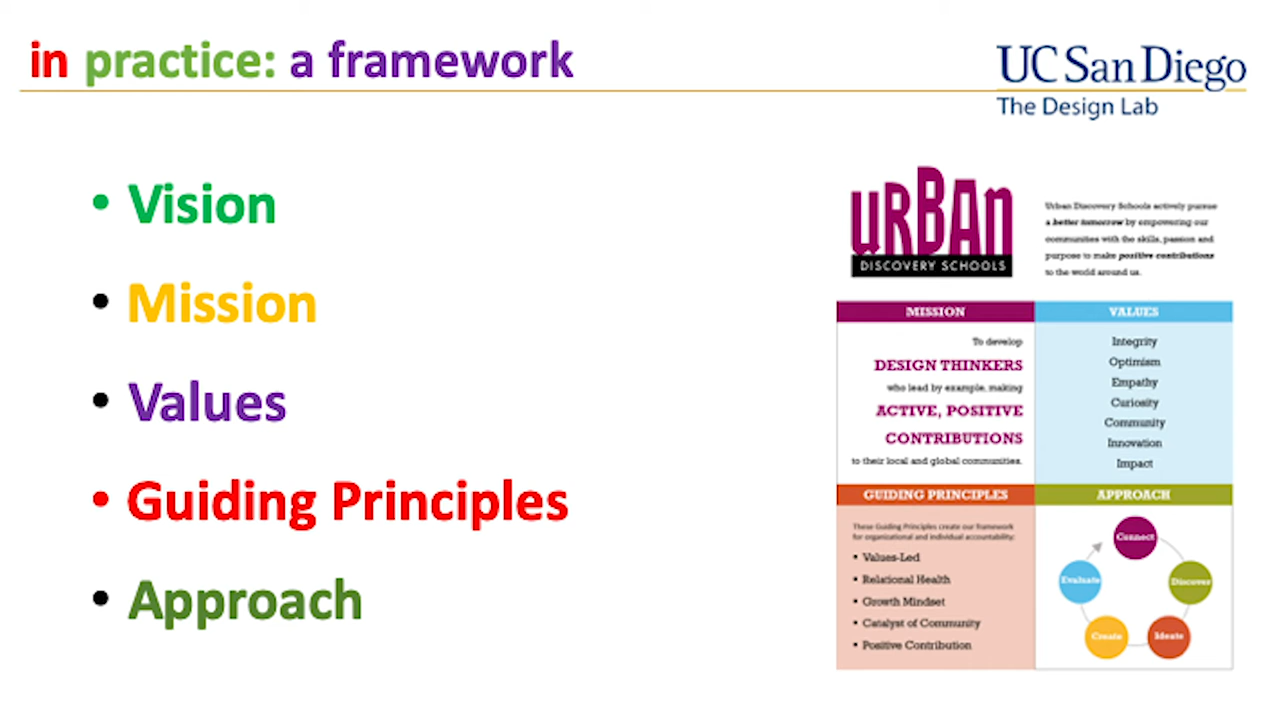 in practice: a framework
UC San Diego
The Design Lab
• Vision
• Mission
• Values
• Guiding Principles
• Approach
URBAN
DISCOVERY SCHOOLS
Urban Discovery Schools actively pursue
a better tomorrow by empowering our
communities with the skills, passion and
purpose to make positive contributions
to the world around us.
MISSION
To develop
DESIGN THINKERS
who lead by example, making
ACTIVE, POSITIVE
CONTRIBUTIONS
to their local and global communities.
VALUES
Integrity
Optimism
Empathy
Curiosity
Community
Innovation
Impact
GUIDING PRINCIPLES
These Guiding Principles create our framework
for organizational and individual accountability:
• Values-Led
• Relational Health
• Growth Mindset
• Catalyst of Community
• Positive Contribution
APPROACH
Connect
Discover
Ideate
Create
Evaluate